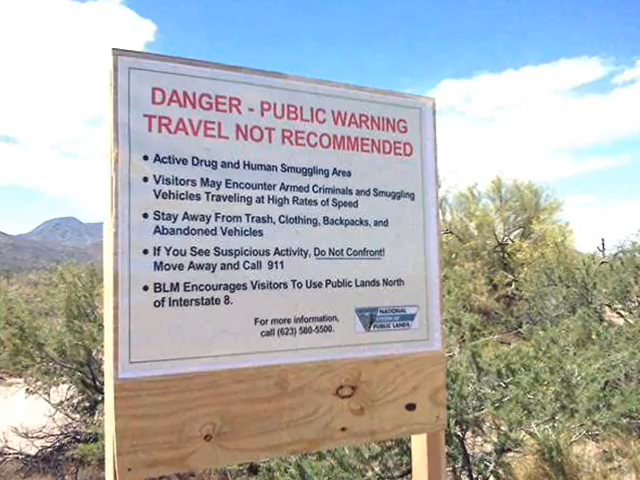 DANGER - PUBLIC WARNING
TRAVEL NOT RECOMMENDED
• Active Drug and Human Smuggling Area
• Visitors May Encounter Armed Criminals and Smuggling
Vehicles Traveling at High Rates of Speed
• Stay Away From Trash, Clothing, Backpacks, and
Abandoned Vehicles
• If You See Suspicious Activity, Do Not Confront!
Move Away and Call 911
• BLM Encourages Visitors To Use Public Lands North
of Interstate 8.
For more information,
call (623) 580-5500.
NATIONAL
SYSTEM OF
PUBLIC LANDS